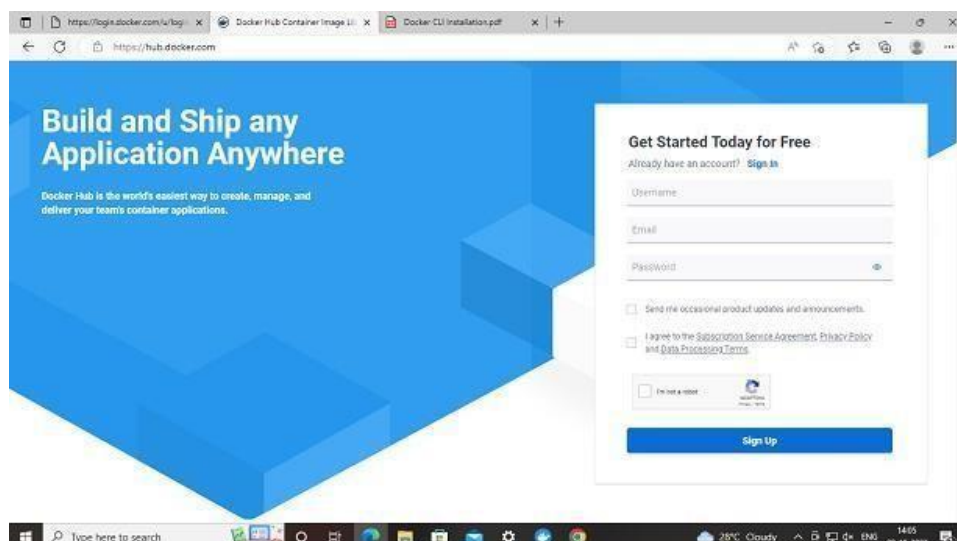 https://login.docker.com/u/logi
Docker Hub Container Image Li
Docker CLI Installation.pdf
https://hub.docker.com
Build and Ship any
Application Anywhere
Docker Hub is the world's easiest way to create, manage, and
deliver your team's container applications.
Get Started Today for Free
Already have an account? Sign In
Username
Email
Password
Send me occasional product updates and announcements.
I agree to the Subscription Service Agreement, Privacy Policy
and Data Processing Terms.
I'm not a robot
reCAPTCHA
Privacy - Terms
Sign Up
Type here to search
28°C Cloudy
ENG
14:05